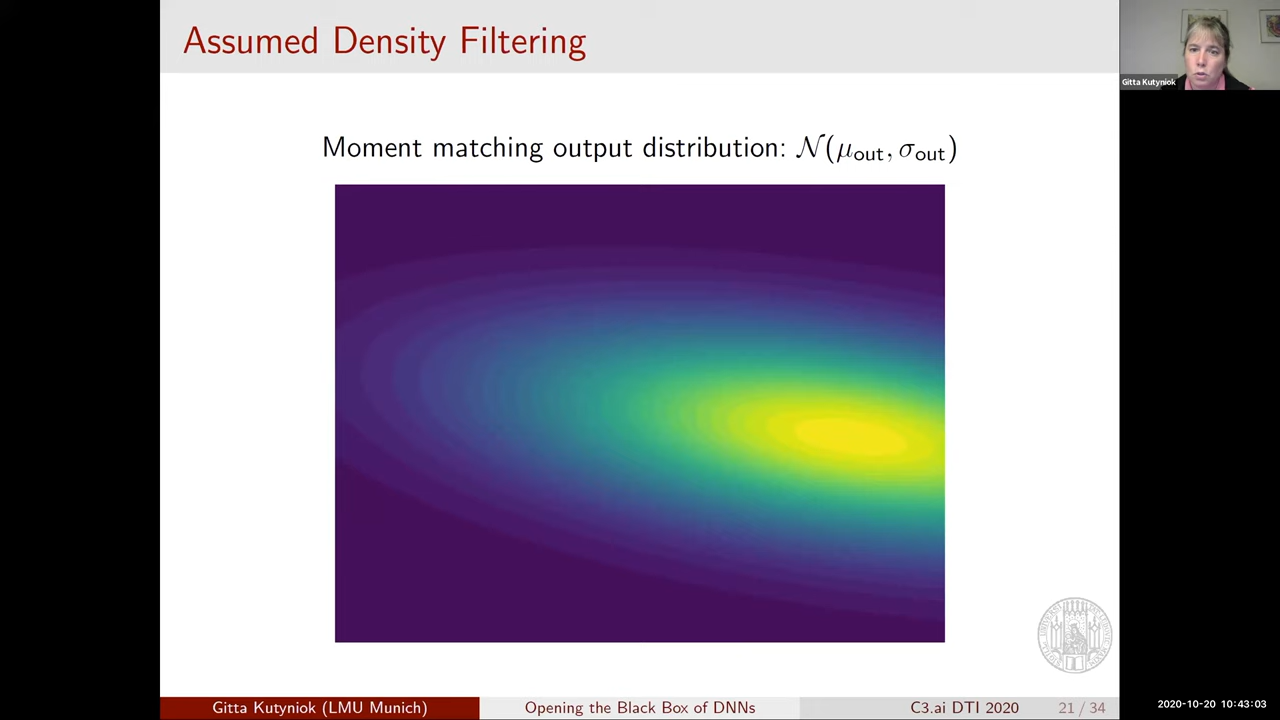 Assumed Density Filtering
Gitta Kutyniok
Moment matching output distribution: 𝒩(μout, σout)
Gitta Kutyniok (LMU Munich)
Opening the Black Box of DNNs
C3.ai DTI 2020
21 / 34
2020-10-20 10:43:03